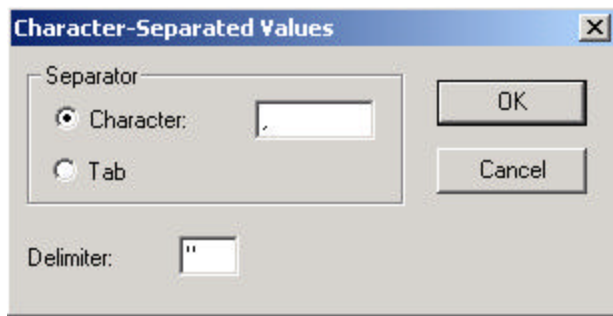 Character-Separated Values
Separator
Character: ,
Tab
OK
Cancel
Delimiter: "